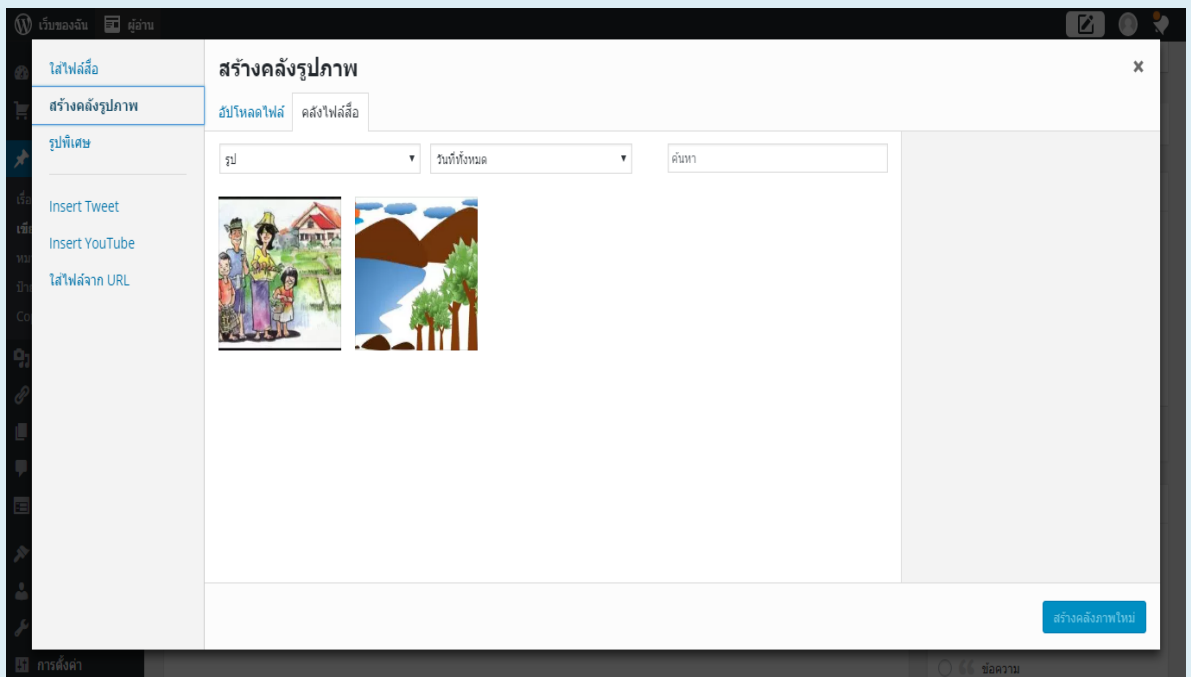 เว็บของฉัน ผู้อ่าน
ใส่ไฟล์สื่อ
สร้างคลังรูปภาพ
รูปพิเศษ
Insert Tweet
Insert YouTube
ใส่ไฟล์จาก URL
สร้างคลังรูปภาพ
×
อัปโหลดไฟล์ คลังไฟล์สื่อ
รูป วันที่ทั้งหมด ค้นหา
สร้างคลังภาพใหม่
การตั้งค่า
ข้อความ